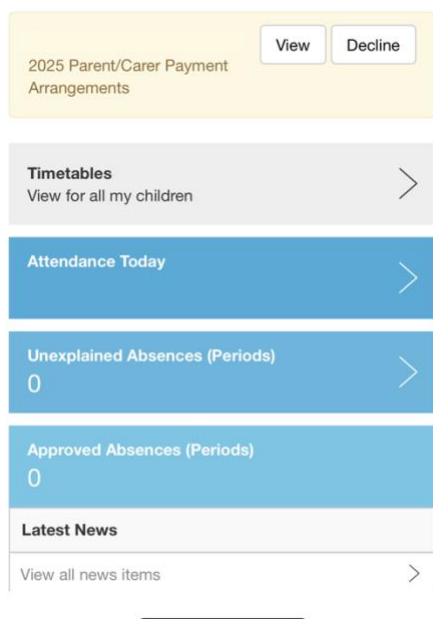 2025 Parent/Carer Payment
Arrangements
View
Decline
Timetables
View for all my children
Attendance Today
Unexplained Absences (Periods)
0
Approved Absences (Periods)
0
Latest News
View all news items